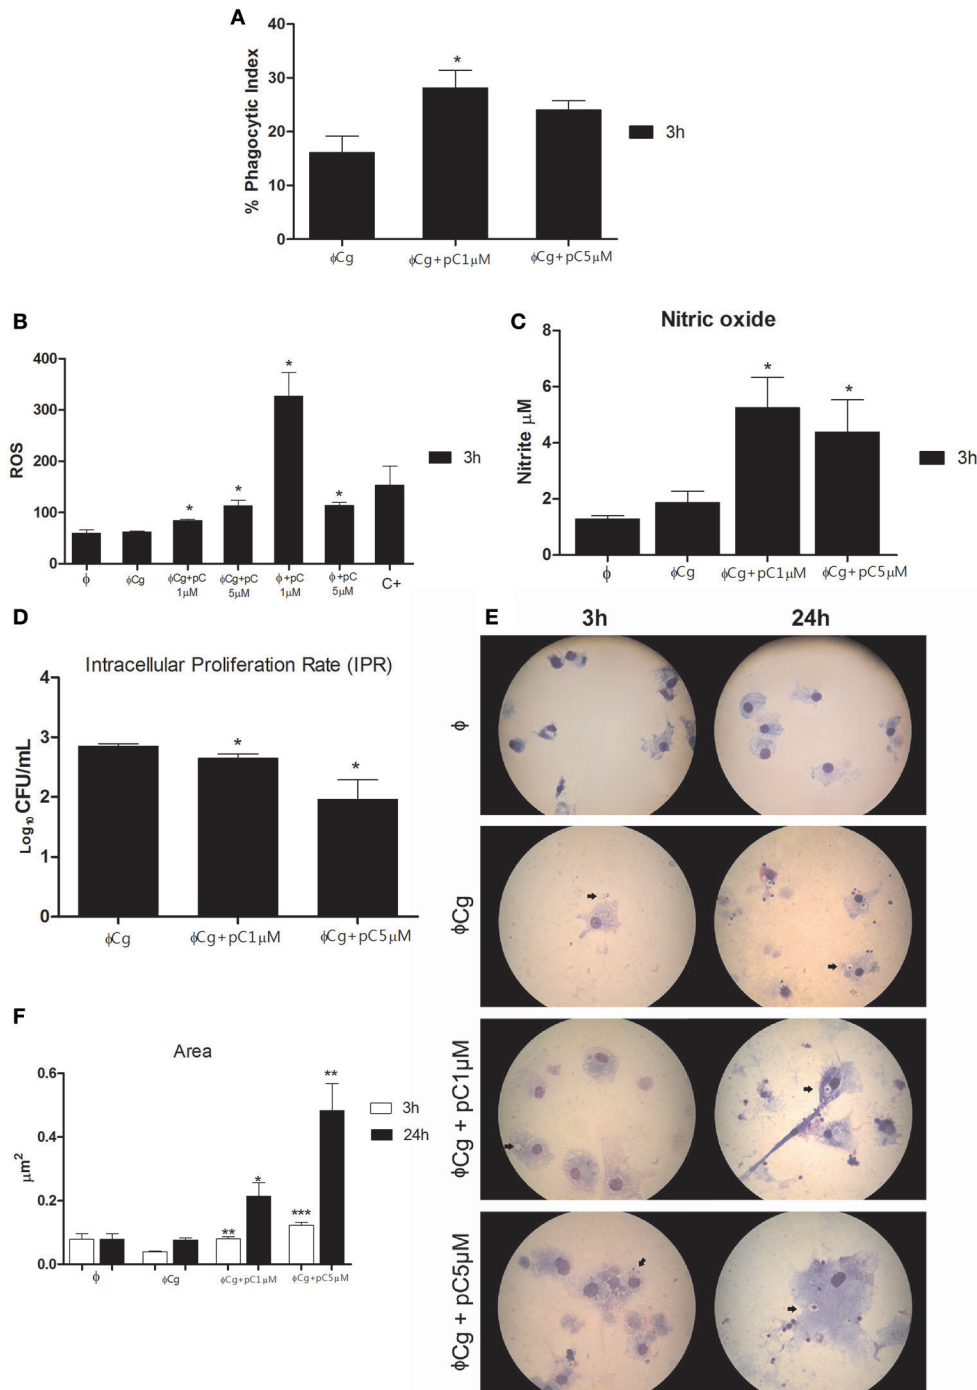 A
% Phagocytic Index
40
30
20
10
0
*
ϕCg
ϕCg+pC1μM
ϕCg+pC5μM
3h
B
ROS
400
300
200
100
0
*
*
*
*
ϕ
ϕCg
ϕCg+pC
1μM
ϕCg+pC
5μM
ϕ+pC
1μM
ϕ+pC
5μM
C+
3h
C
Nitric oxide
Nitrite μM
8
6
4
2
0
*
*
ϕ
ϕCg
ϕCg+pC1μM
ϕCg+pC5μM
3h
D
Intracellular Proliferation Rate (IPR)
Log₁₀ CFU/mL
4
3
2
1
0
*
*
ϕCg
ϕCg+pC1μM
ϕCg+pC5μM
E
3h
24h
ϕ
ϕCg
ϕCg + pC1μM
ϕCg + pC5μM
F
Area
μm²
0.6
0.4
0.2
0.0
**
*
***
**
ϕ
ϕCg
ϕCg+pC1μM
ϕCg+pC5μM
3h
24h